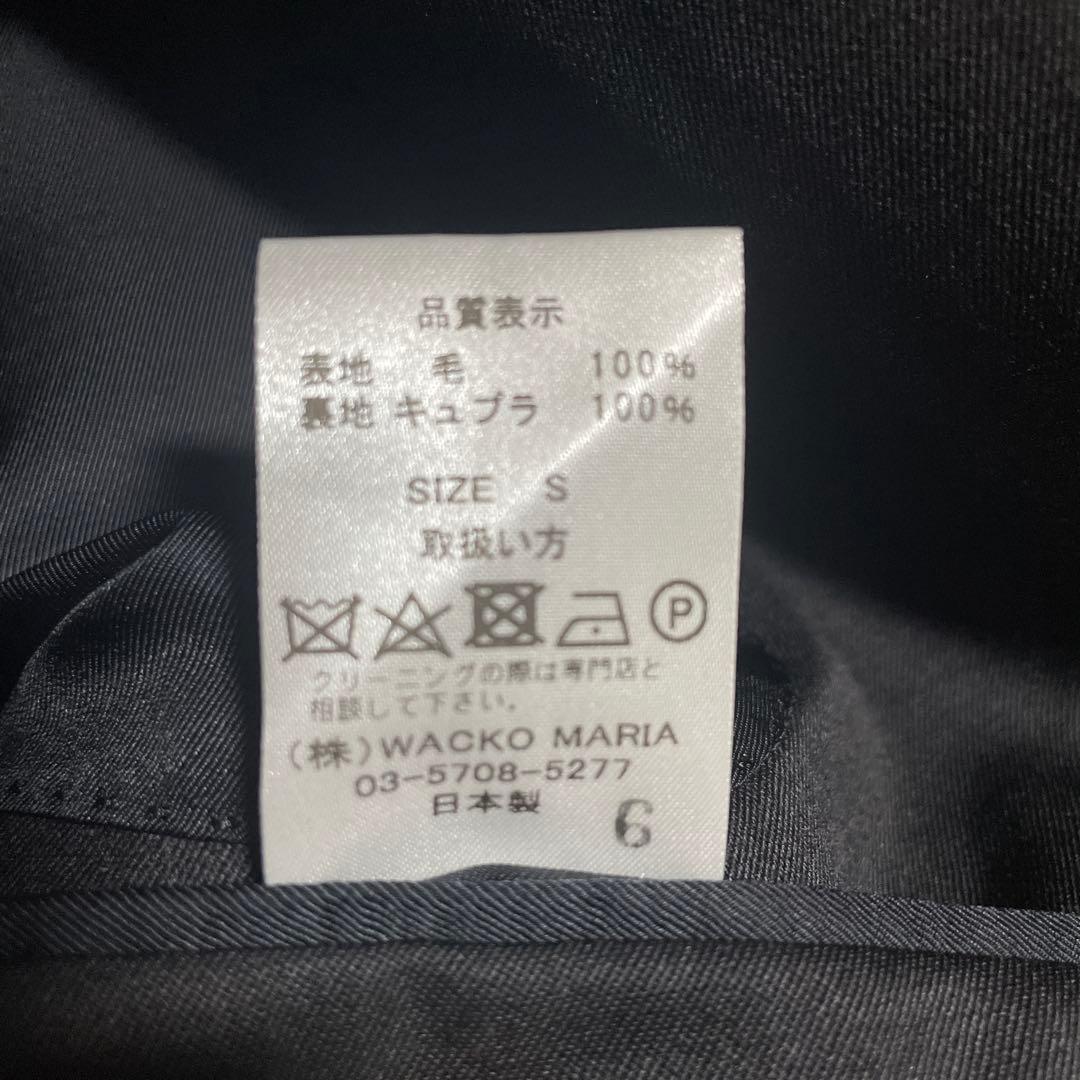 品質表示
表地 毛 100%
裏地 キュプラ 100%
SIZE S
取扱い方
P
クリーニングの際は専門店と
相談して下さい。
(株)WACKO MARIA
03-5708-5277
日本製
6